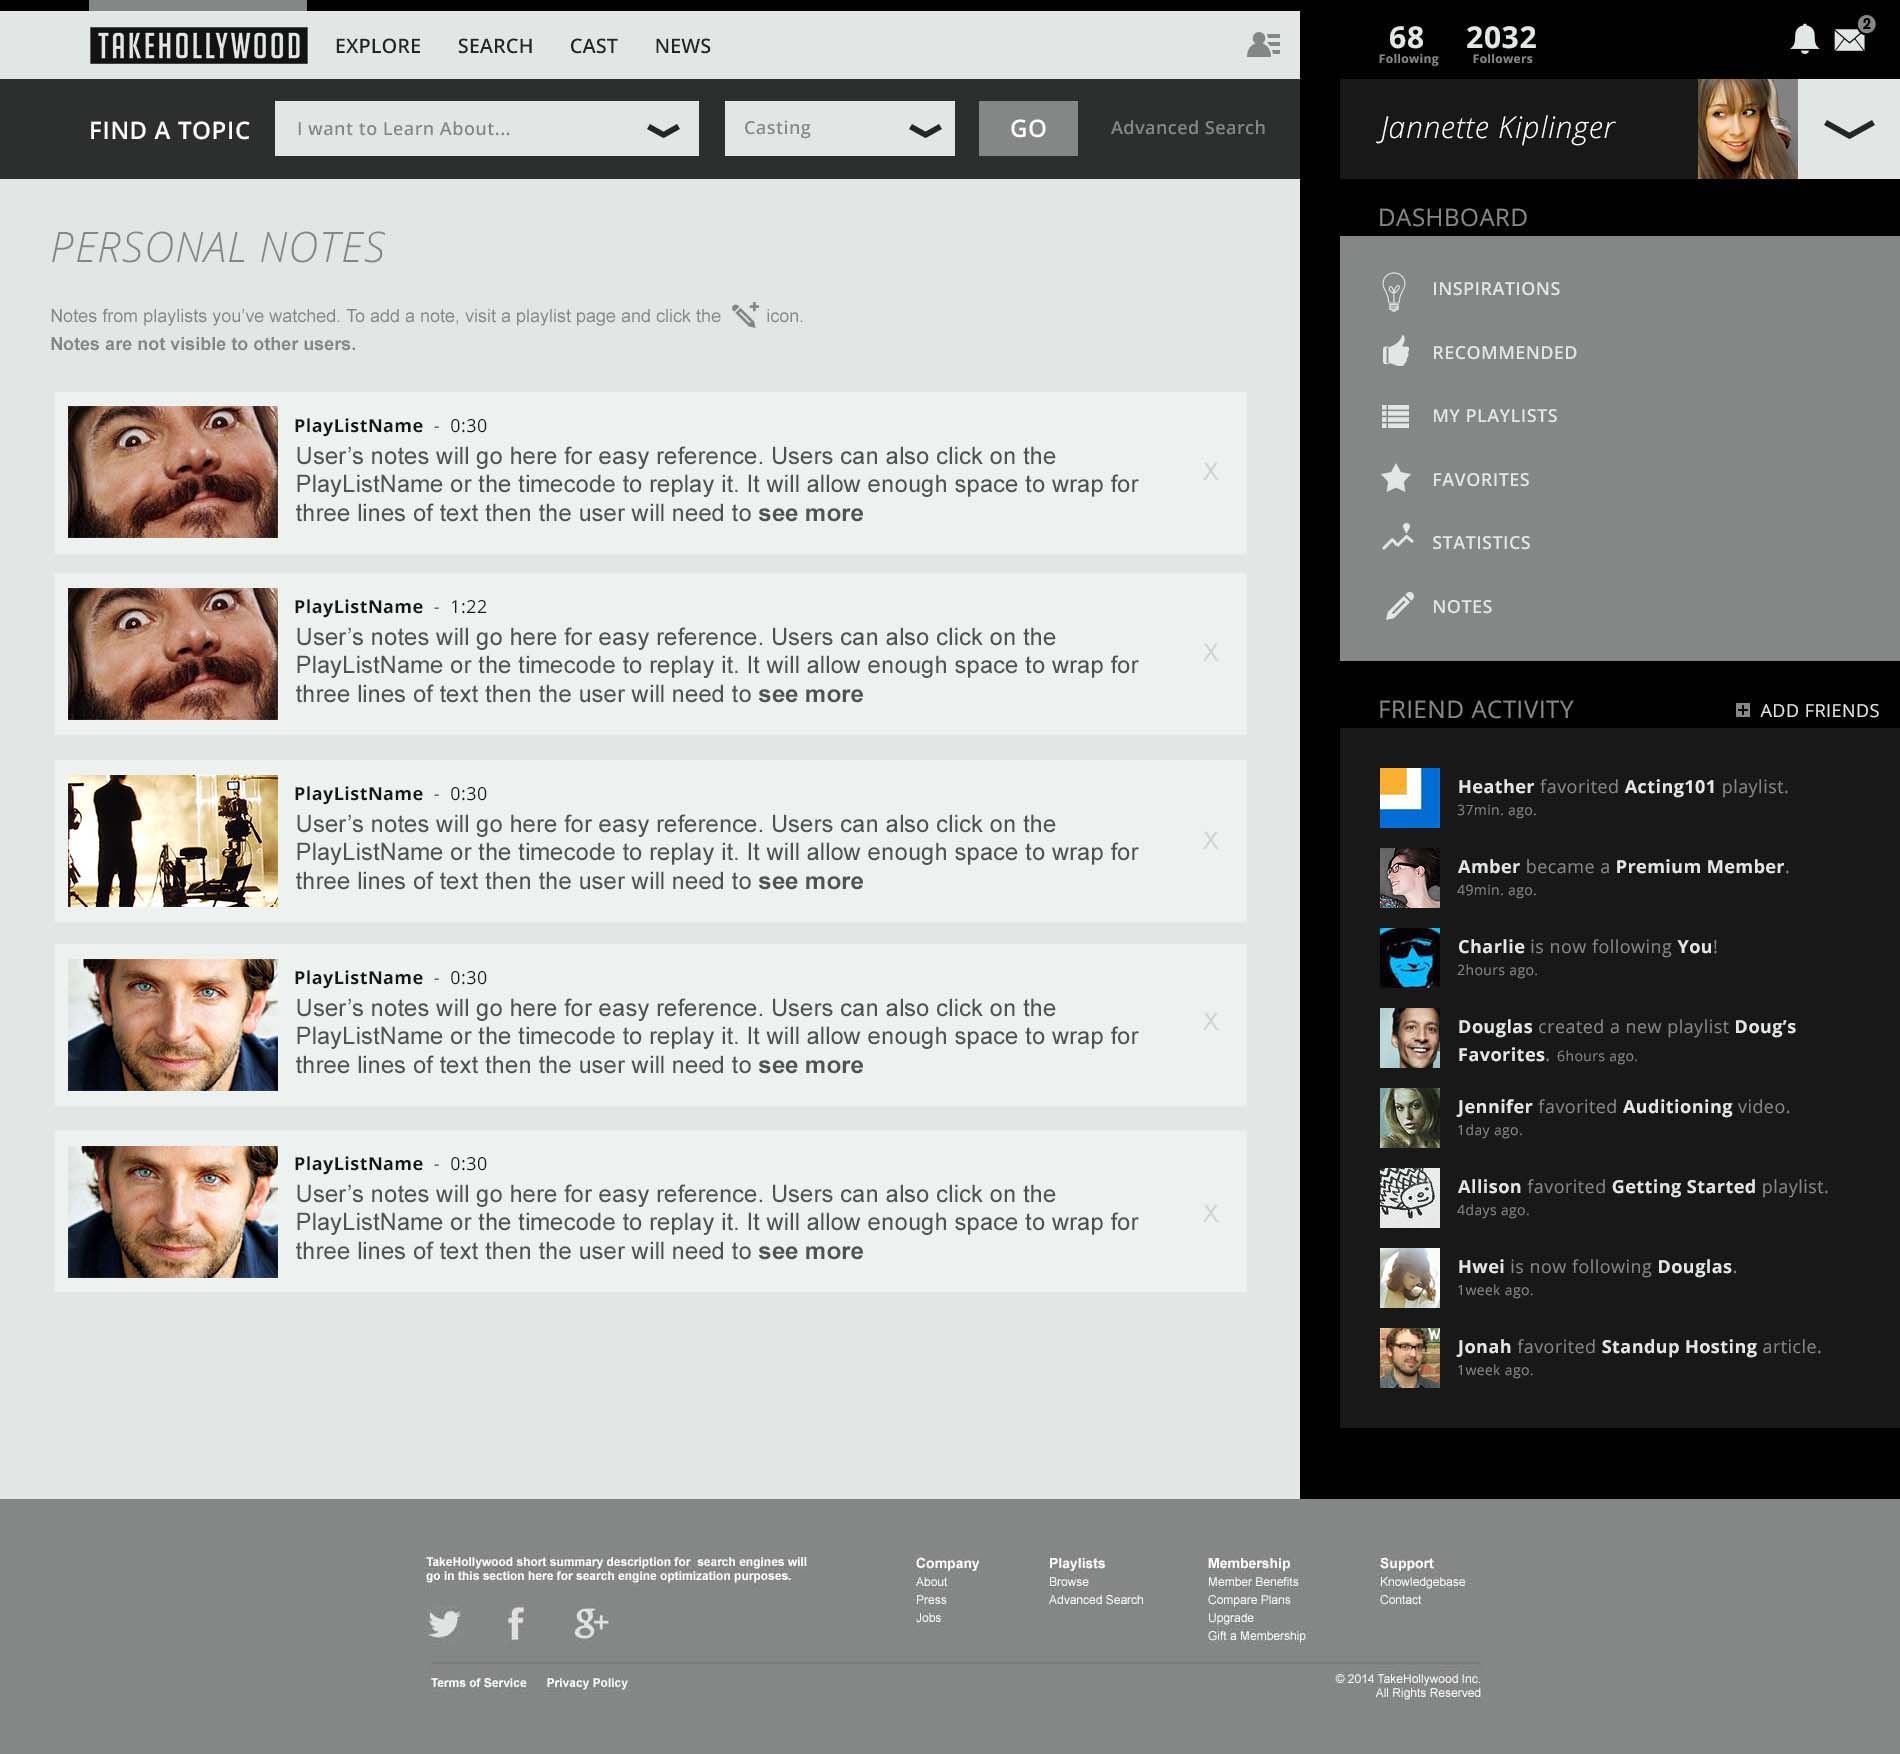 TAKEHOLLYWOOD EXPLORE SEARCH CAST NEWS
68 2032 2
Following Followers
FIND A TOPIC I want to Learn About... Casting GO Advanced Search
Jannette Kiplinger
PERSONAL NOTES
Notes from playlists you've watched. To add a note, visit a playlist page and click the icon.
Notes are not visible to other users.
PlayListName - 0:30
User's notes will go here for easy reference. Users can also click on the
PlayListName or the timecode to replay it. It will allow enough space to wrap for
three lines of text then the user will need to see more
X
PlayListName - 1:22
User's notes will go here for easy reference. Users can also click on the
PlayListName or the timecode to replay it. It will allow enough space to wrap for
three lines of text then the user will need to see more
X
PlayListName - 0:30
User's notes will go here for easy reference. Users can also click on the
PlayListName or the timecode to replay it. It will allow enough space to wrap for
three lines of text then the user will need to see more
X
PlayListName - 0:30
User's notes will go here for easy reference. Users can also click on the
PlayListName or the timecode to replay it. It will allow enough space to wrap for
three lines of text then the user will need to see more
X
PlayListName - 0:30
User's notes will go here for easy reference. Users can also click on the
PlayListName or the timecode to replay it. It will allow enough space to wrap for
three lines of text then the user will need to see more
X
DASHBOARD
INSPIRATIONS
RECOMMENDED
MY PLAYLISTS
FAVORITES
STATISTICS
NOTES
FRIEND ACTIVITY ADD FRIENDS
Heather favorited Acting101 playlist.
37min. ago.
Amber became a Premium Member.
49min. ago.
Charlie is now following You!
2hours ago.
Douglas created a new playlist Doug's
Favorites. 6hours ago.
Jennifer favorited Auditioning video.
1day ago.
Allison favorited Getting Started playlist.
4days ago.
Hwei is now following Douglas.
1week ago.
Jonah favorited Standup Hosting article.
1week ago.
TakeHollywood short summary description for search engines will
go in this section here for search engine optimization purposes.
f g+
Company
About
Press
Jobs
Playlists
Browse
Advanced Search
Membership
Member Benefits
Compare Plans
Upgrade
Gift a Membership
Support
Knowledgebase
Contact
Terms of Service Privacy Policy
© 2014 TakeHollywood Inc.
All Rights Reserved